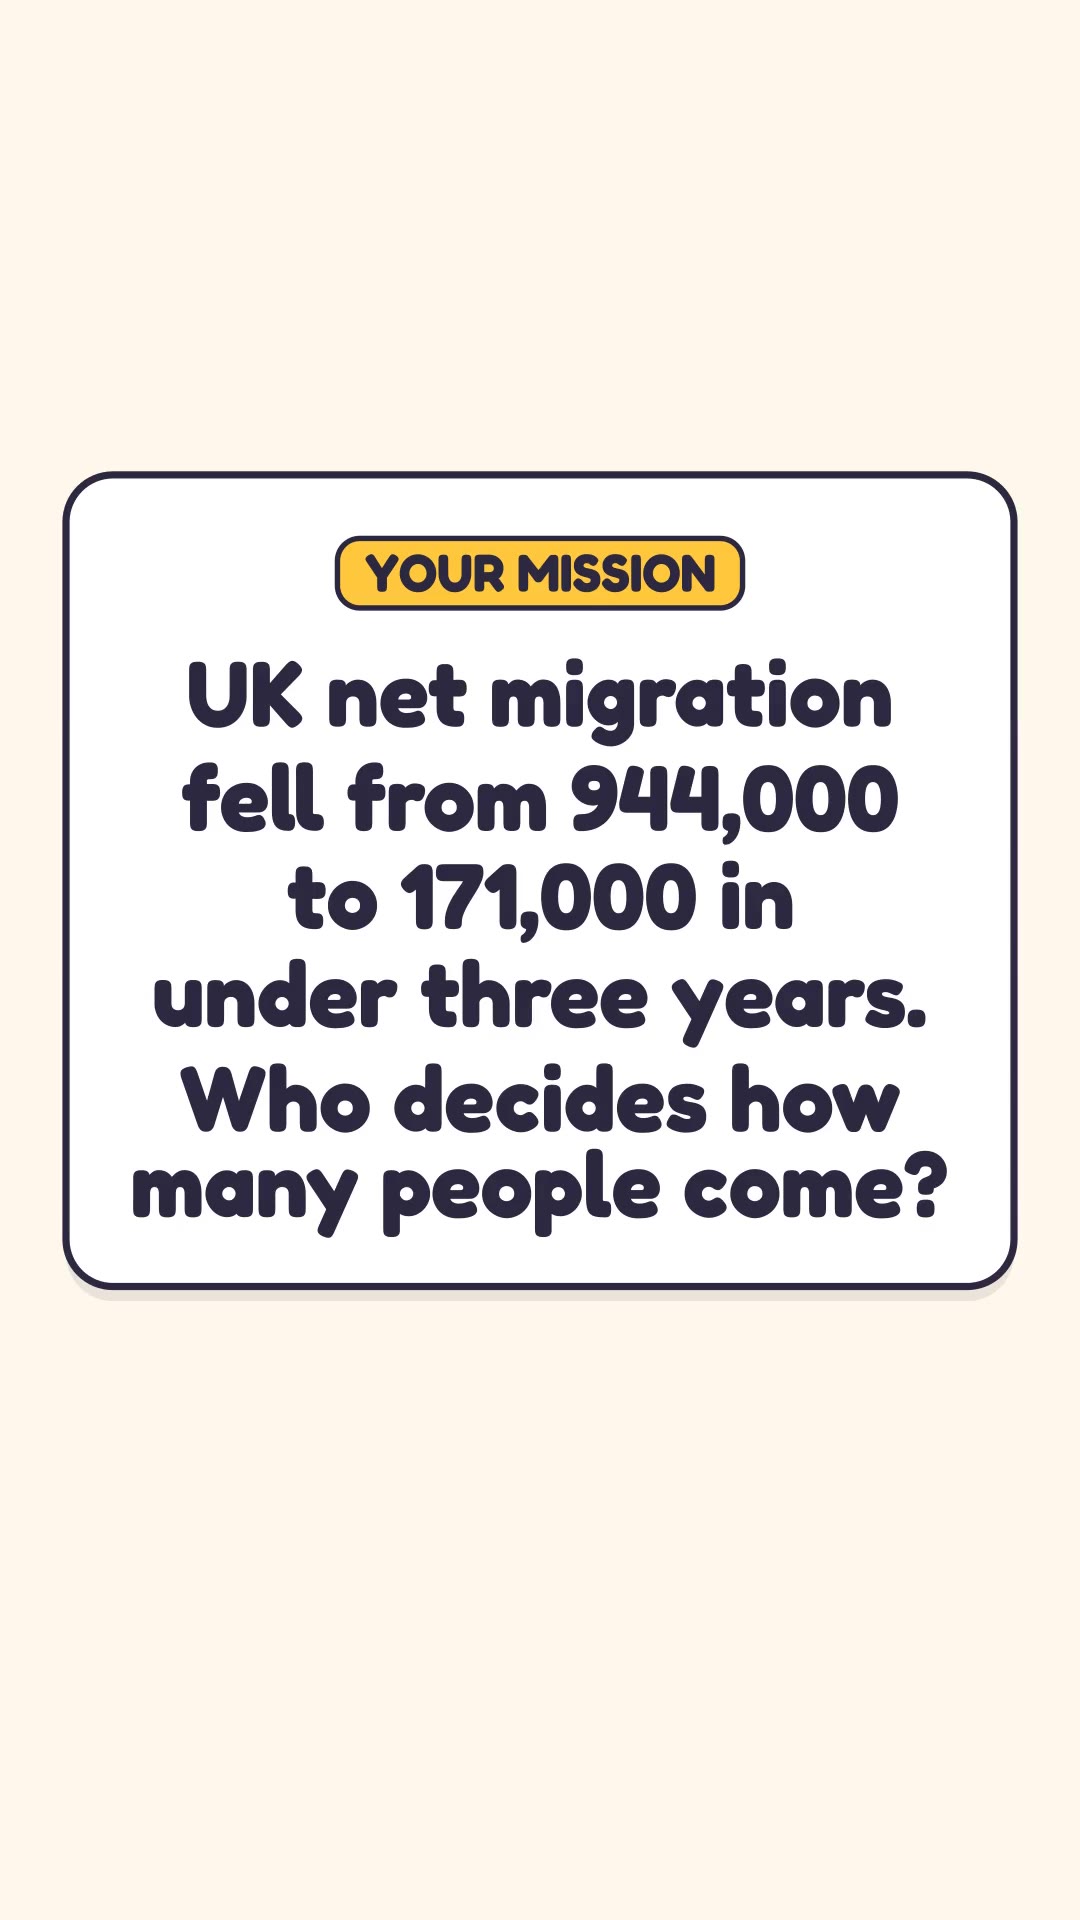 YOUR MISSION
UK net migration
fell from 944,000
to 171,000 in
under three years.
Who decides how
many people come?